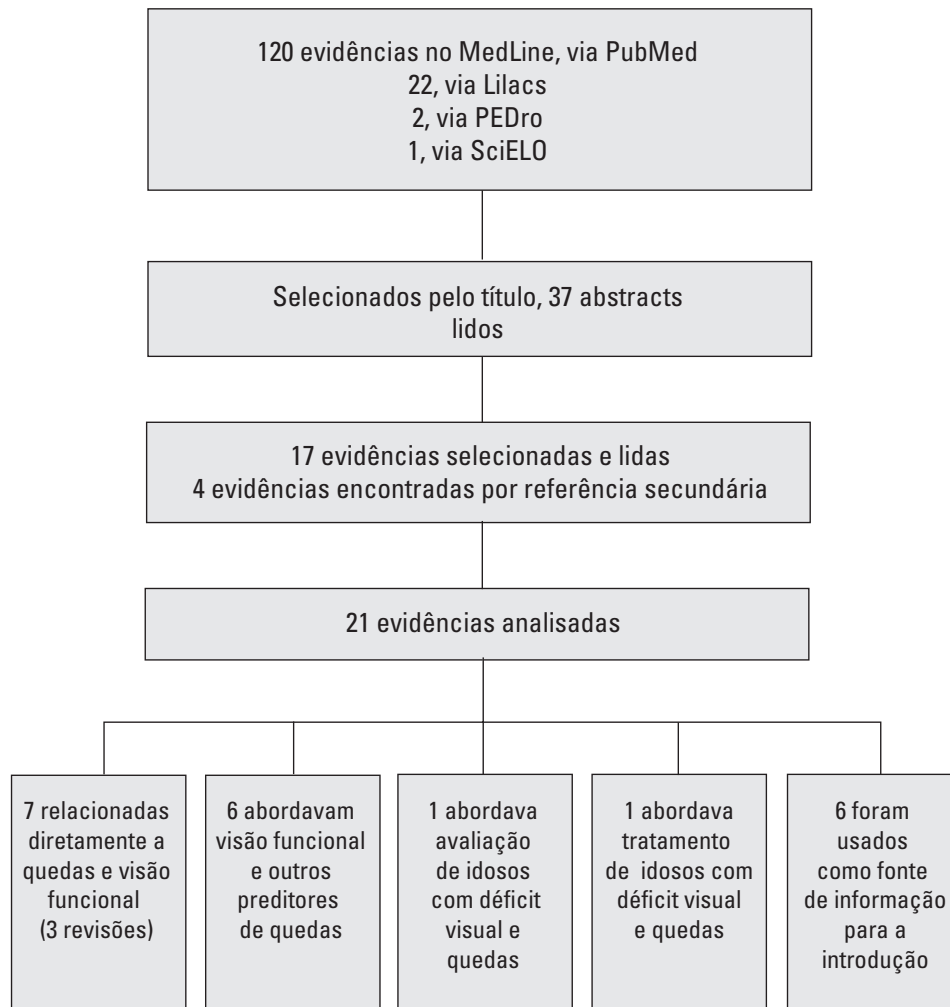 120 evidências no MedLine, via PubMed
22, via Lilacs
2, via PEDro
1, via SciELO
Selecionados pelo título, 37 abstracts
lidos
17 evidências selecionadas e lidas
4 evidências encontradas por referência secundária
21 evidências analisadas
7 relacionadas
diretamente a
quedas e visão
funcional
(3 revisões)
6 abordavam
visão funcional
e outros
preditores
de quedas
1 abordava
avaliação
de idosos
com déficit
visual e
quedas
1 abordava
tratamento
de idosos com
déficit visual
e quedas
6 foram
usados
como fonte
de informação
para a
introdução